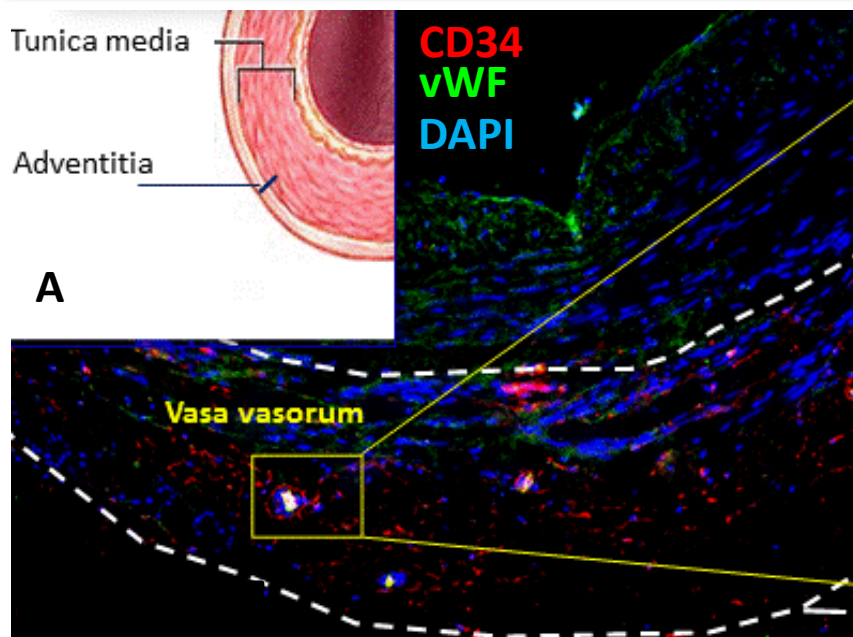 Tunica media
Adventitia
A
CD34
vWF
DAPI
Vasa vasorum